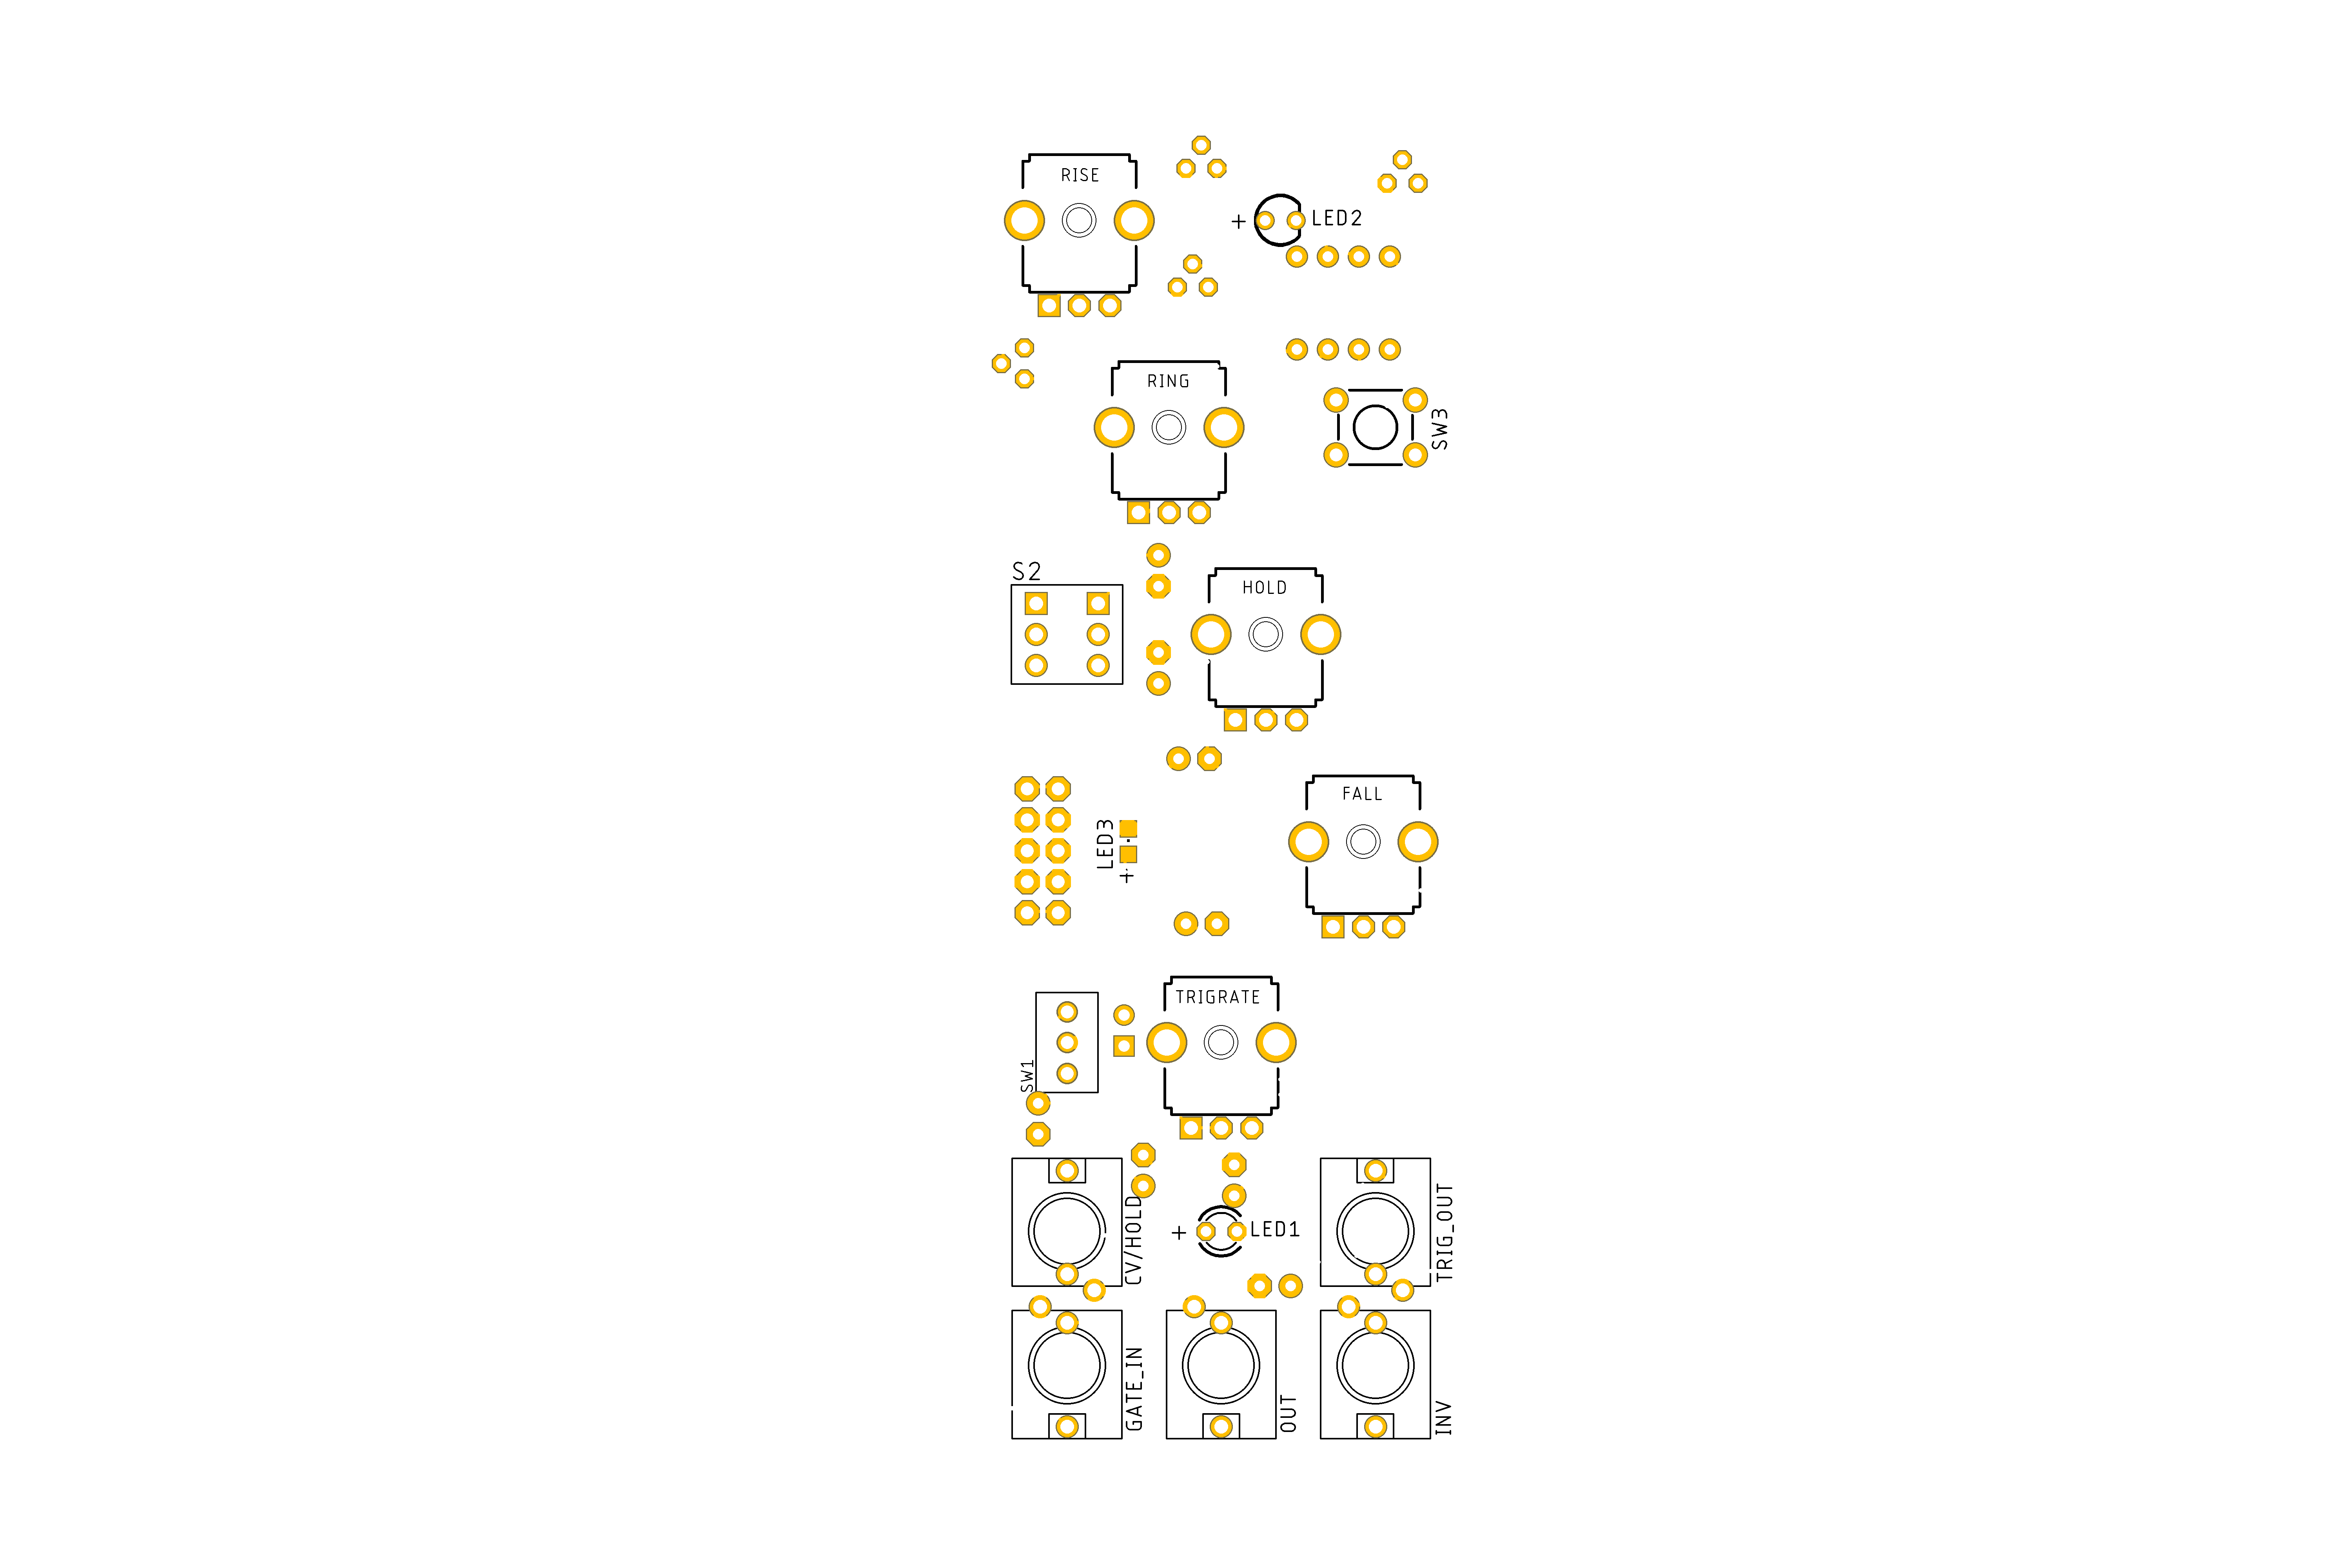 RISE
+ LED2
RING
SW3
S2
HOLD
FALL
LED3
+
TRIGRATE
SW1
CV/HOLD
+ LED1
TRIG_OUT
GATE_IN
OUT
INV